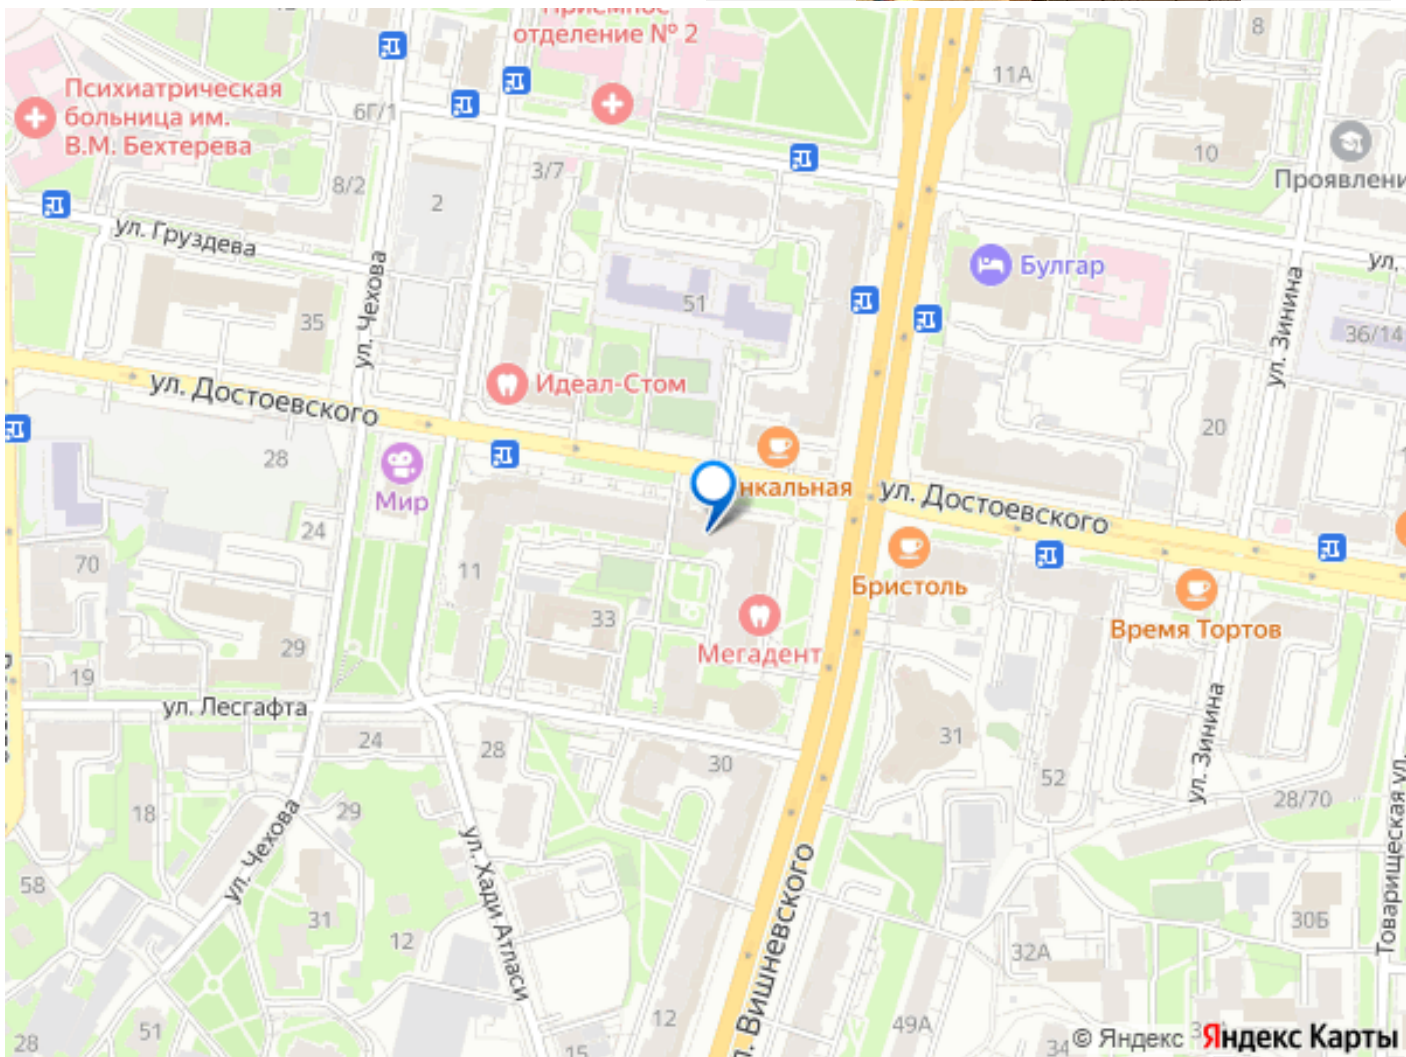 отделение № 2
8
11А
Психиатрическая
больница им.
В.М. Бехтерева
6Г/1
10
3/7
8/2
2
ул. Груздева
ул.
Булгар
51
ул. Чехова
35
ул. Зинина
36/14
Идеал-Стом
ул. Достоевского
20
28
Мир
нкальная
ул. Достоевского
24
70
11
Бристоль
33
Время Тортов
29
Мегадент
19
ул. Лесгафта
24
28
30
31
52
ул. Зинина
18
29
28/70
ул. Чехова
58
ул. Хади Атласи
Товарищеская ул.
31
12
30Б
32А
. Вишневского
28
51
12
49А
34
© Яндекс
Яндекс Карты